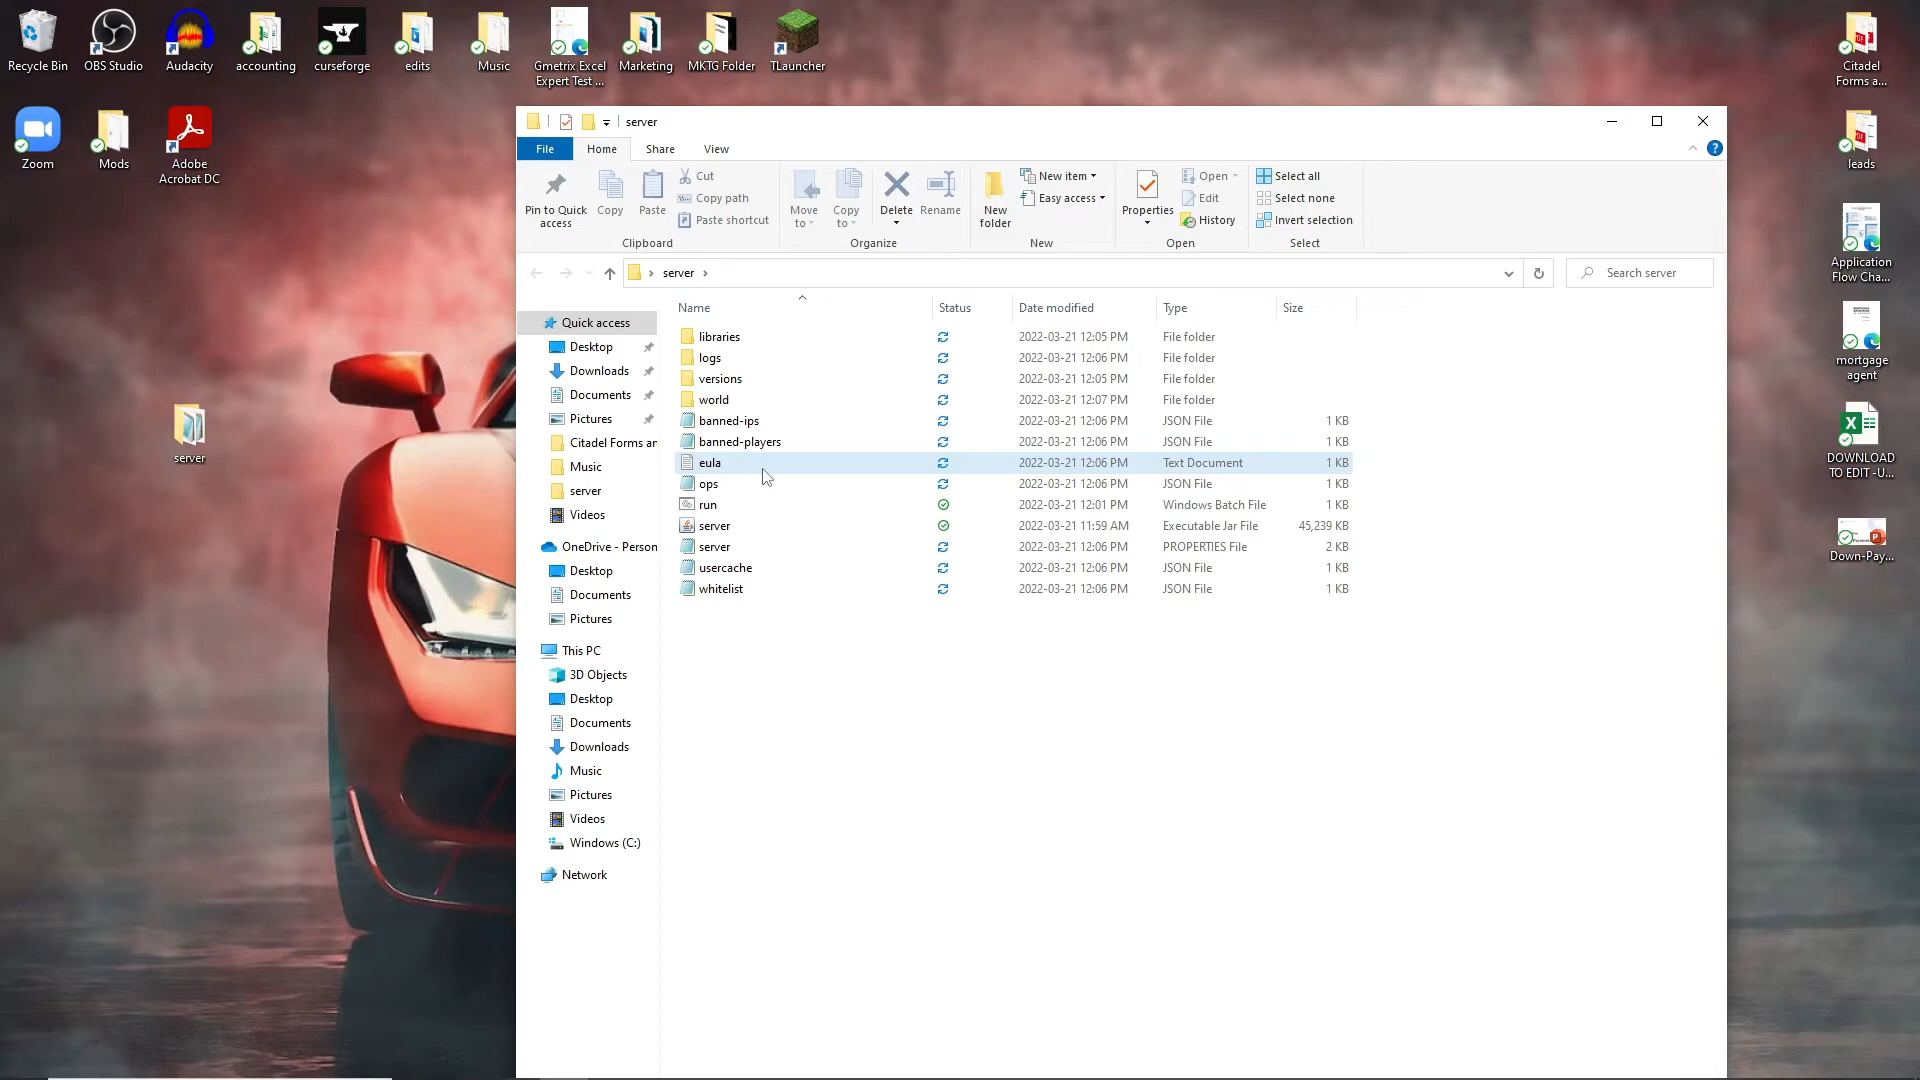 Recycle Bin
OBS Studio
Audacity
accounting
curseforge
edits
Music
Gmetrix Excel
Expert Test ...
Marketing
MKTG Folder
TLauncher
Citadel
Forms a...
Zoom
Mods
Adobe
Acrobat DC
leads
Application
Flow Cha...
mortgage
agent
DOWNLOAD
TO EDIT -U...
Down-Pay...
server
server
File
Home
Share
View
Pin to Quick
access
Copy
Paste
Cut
Copy path
Paste shortcut
Clipboard
Move
to
Copy
to
Delete
Rename
Organize
New
folder
New item
Easy access
New
Properties
Open
Edit
History
Open
Select all
Select none
Invert selection
Select
server
Search server
Name Status Date modified Type Size
libraries 2022-03-21 12:05 PM File folder
logs 2022-03-21 12:06 PM File folder
versions 2022-03-21 12:05 PM File folder
world 2022-03-21 12:07 PM File folder
banned-ips 2022-03-21 12:06 PM JSON File 1 KB
banned-players 2022-03-21 12:06 PM JSON File 1 KB
eula 2022-03-21 12:06 PM Text Document 1 KB
ops 2022-03-21 12:06 PM JSON File 1 KB
run 2022-03-21 12:01 PM Windows Batch File 1 KB
server 2022-03-21 11:59 AM Executable Jar File 45,239 KB
server 2022-03-21 12:06 PM PROPERTIES File 2 KB
usercache 2022-03-21 12:06 PM JSON File 1 KB
whitelist 2022-03-21 12:06 PM JSON File 1 KB
Quick access
Desktop
Downloads
Documents
Pictures
Citadel Forms an
Music
server
Videos
OneDrive - Person
Desktop
Documents
Pictures
This PC
3D Objects
Desktop
Documents
Downloads
Music
Pictures
Videos
Windows (C:)
Network